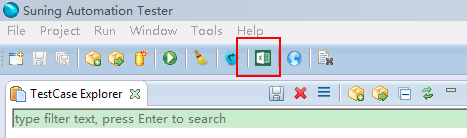 Suning Automation Tester
File Project Run Window Tools Help
TestCase Explorer
type filter text, press Enter to search